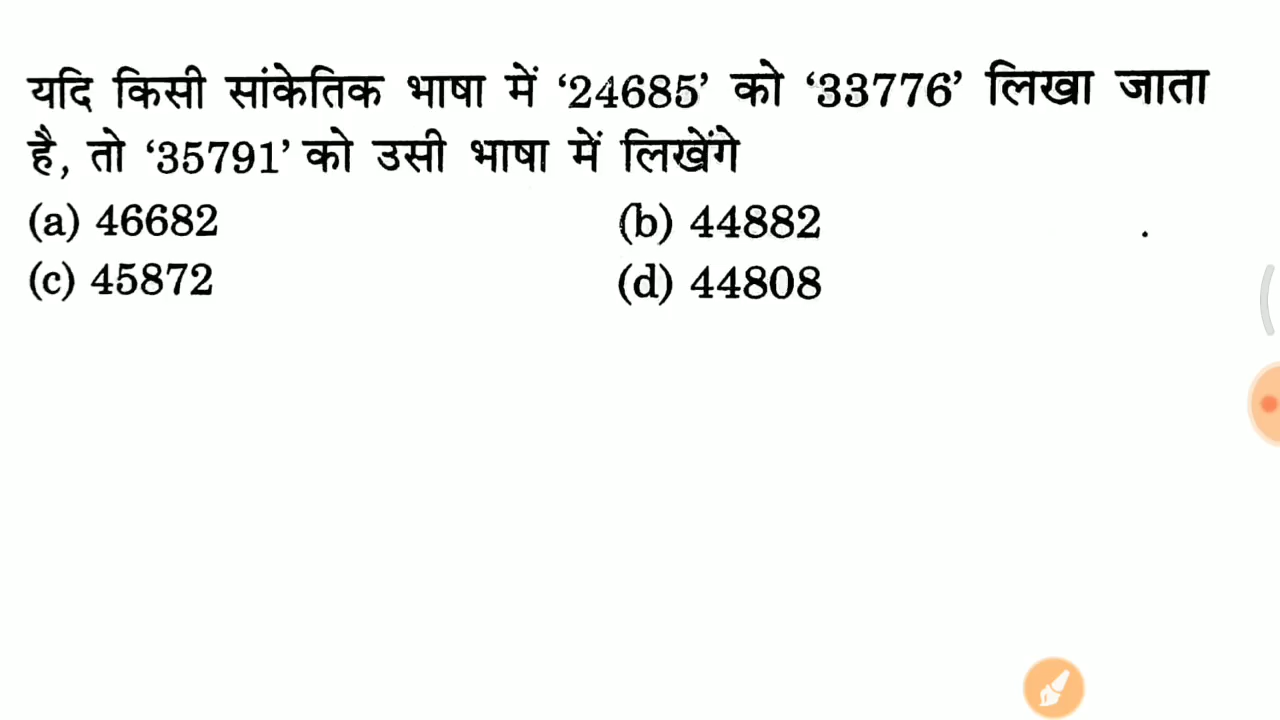 यदि किसी सांकेतिक भाषा में ‘24685’ को ‘33776’ लिखा जाता
है, तो ‘35791’ को उसी भाषा में लिखेंगे
(a) 46682 (b) 44882
(c) 45872 (d) 44808